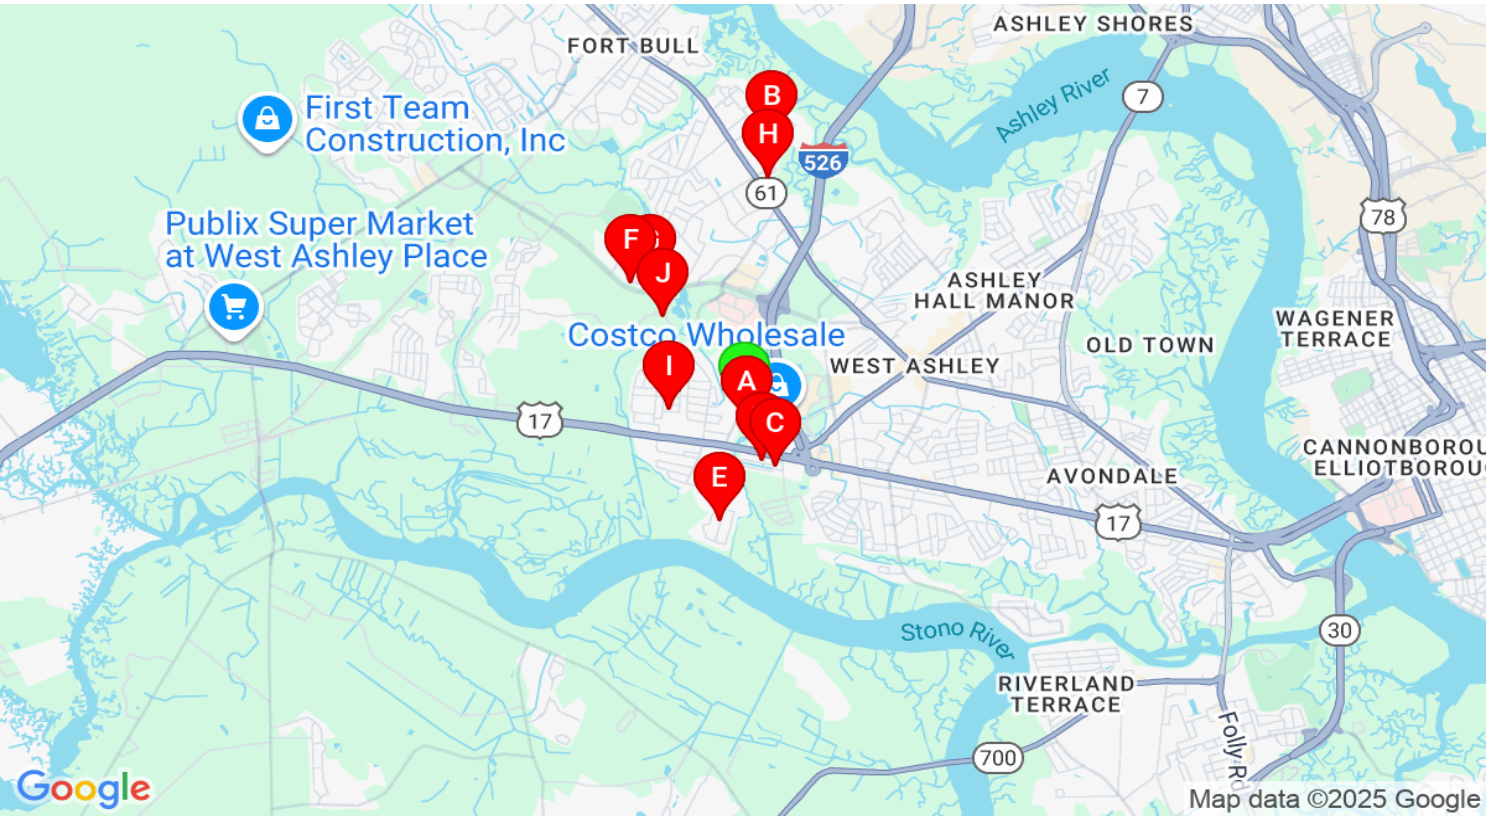 ASHLEY SHORES
FORT BULL
B
7
First Team
Construction, Inc
Ashley River
H
526
61
78
Publix Super Market
at West Ashley Place
F
J
ASHLEY
HALL MANOR
WAGENER
TERRACE
Costco Wholesale
OLD TOWN
I
WEST ASHLEY
A
17
C
CANNONBOROU
ELLIOTBOROUG
E
AVONDALE
17
Stono River
30
RIVERLAND
TERRACE
Folly Rd
700
Google
Map data ©2025 Google